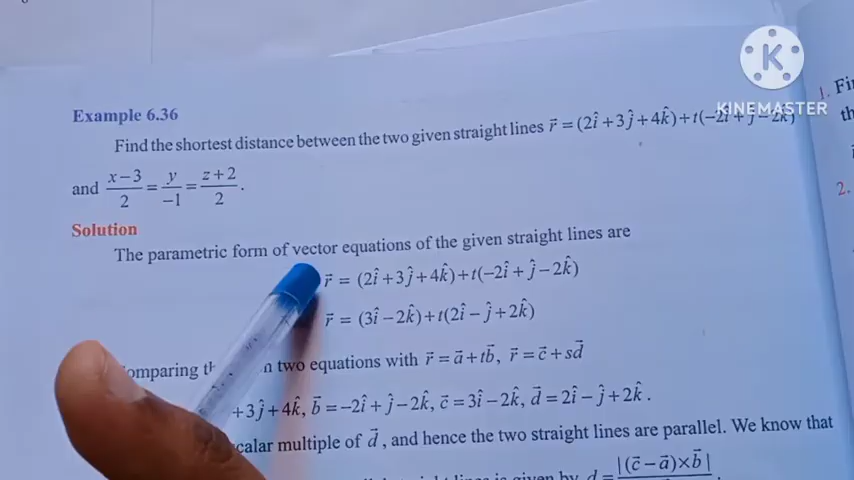 KINEMASTER
Example 6.36
Find the shortest distance between the two given straight lines r⃗ = (2î + 3ĵ + 4k̂) + t(-2î + ĵ - 2k̂)
and (x-3)/2 = y/-1 = (z+2)/2.
Solution
The parametric form of vector equations of the given straight lines are
r⃗ = (2î + 3ĵ + 4k̂) + t(-2î + ĵ - 2k̂)
r⃗ = (3î - 2k̂) + t(2î - ĵ + 2k̂)
two equations with r⃗ = a⃗ + tb⃗, r⃗ = c⃗ + sd⃗
+3ĵ + 4k̂, b⃗ = -2î + ĵ - 2k̂, c⃗ = 3î - 2k̂, d⃗ = 2î - ĵ + 2k̂.
multiple of d⃗, and hence the two straight lines are parallel. We know that
is given by d = |(c⃗ - a⃗) × b⃗|
1.
2.